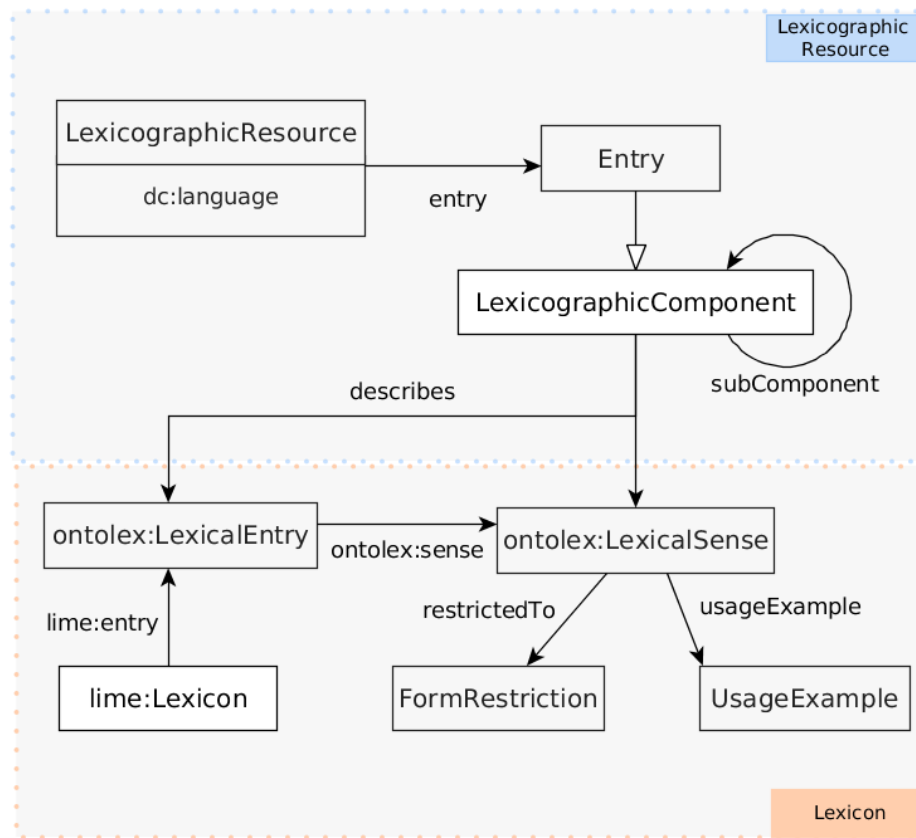 Lexicographic
Resource
LexicographicResource
dc:language
entry
Entry
LexicographicComponent
subComponent
describes
ontolex:LexicalEntry
ontolex:sense
ontolex:LexicalSense
lime:entry
restrictedTo
usageExample
lime:Lexicon
FormRestriction
UsageExample
Lexicon